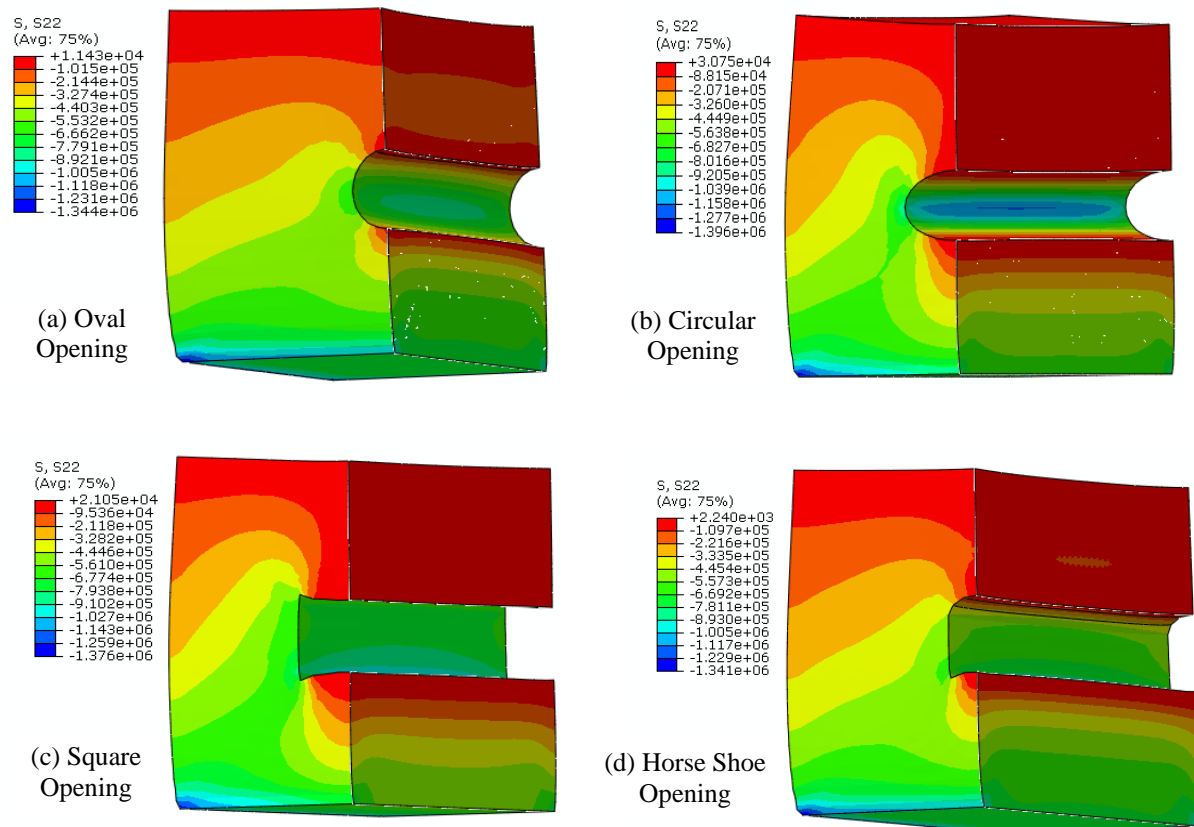 S, S22
(Avg: 75%)
+1.143e+04
-1.015e+05
-2.144e+05
-3.274e+05
-4.403e+05
-5.532e+05
-6.662e+05
-7.791e+05
-8.921e+05
-1.005e+06
-1.118e+06
-1.231e+06
-1.344e+06
(a) Oval
Opening
S, S22
(Avg: 75%)
+3.075e+04
-8.815e+04
-2.071e+05
-3.260e+05
-4.449e+05
-5.638e+05
-6.827e+05
-8.016e+05
-9.205e+05
-1.039e+06
-1.158e+06
-1.277e+06
-1.396e+06
(b) Circular
Opening
S, S22
(Avg: 75%)
+2.105e+04
-9.536e+04
-2.118e+05
-3.282e+05
-4.446e+05
-5.610e+05
-6.774e+05
-7.938e+05
-9.102e+05
-1.027e+06
-1.143e+06
-1.259e+06
-1.376e+06
(c) Square
Opening
S, S22
(Avg: 75%)
+2.240e+03
-1.097e+05
-2.216e+05
-3.335e+05
-4.454e+05
-5.573e+05
-6.692e+05
-7.811e+05
-8.930e+05
-1.005e+06
-1.117e+06
-1.229e+06
-1.341e+06
(d) Horse Shoe
Opening